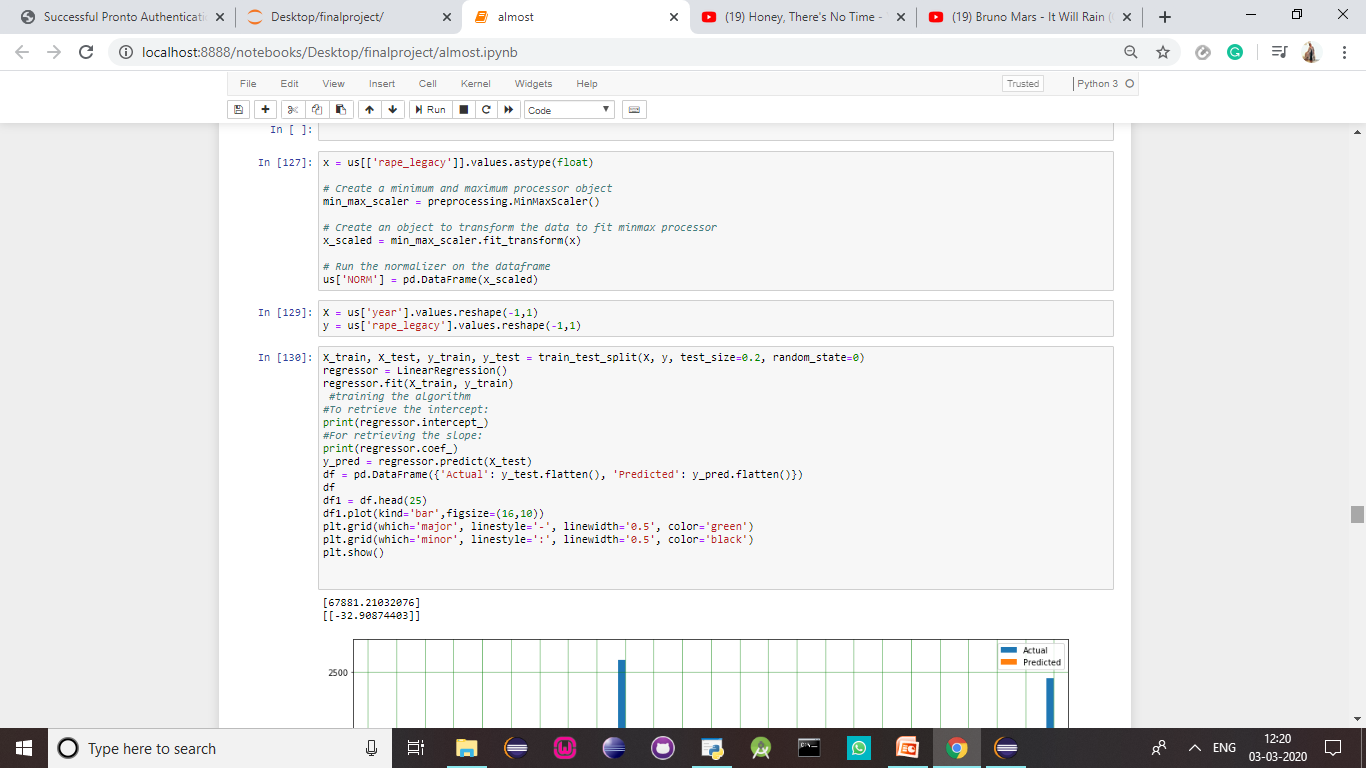 Successful Pronto Authenticati
Desktop/finalproject/
almost
(19) Honey, There's No Time -
(19) Bruno Mars - It Will Rain (
localhost:8888/notebooks/Desktop/finalproject/almost.ipynb
File Edit View Insert Cell Kernel Widgets Help
Trusted
Python 3
Run
Code
In [ ]:
In [127]:
x = us[['rape_legacy']].values.astype(float)
# Create a minimum and maximum processor object
min_max_scaler = preprocessing.MinMaxScaler()
# Create an object to transform the data to fit minmax processor
x_scaled = min_max_scaler.fit_transform(x)
# Run the normalizer on the dataframe
us['NORM'] = pd.DataFrame(x_scaled)
In [129]:
X = us['year'].values.reshape(-1,1)
y = us['rape_legacy'].values.reshape(-1,1)
In [130]:
X_train, X_test, y_train, y_test = train_test_split(X, y, test_size=0.2, random_state=0)
regressor = LinearRegression()
regressor.fit(X_train, y_train)
#training the algorithm
#To retrieve the intercept:
print(regressor.intercept_)
#For retrieving the slope:
print(regressor.coef_)
y_pred = regressor.predict(X_test)
df = pd.DataFrame({'Actual': y_test.flatten(), 'Predicted': y_pred.flatten()})
df
df1 = df.head(25)
df1.plot(kind='bar',figsize=(16,10))
plt.grid(which='major', linestyle='-', linewidth='0.5', color='green')
plt.grid(which='minor', linestyle=':', linewidth='0.5', color='black')
plt.show()
[67881.21032076]
[[-32.90874403]]
Actual
Predicted
2500
Type here to search
ENG
12:20
03-03-2020